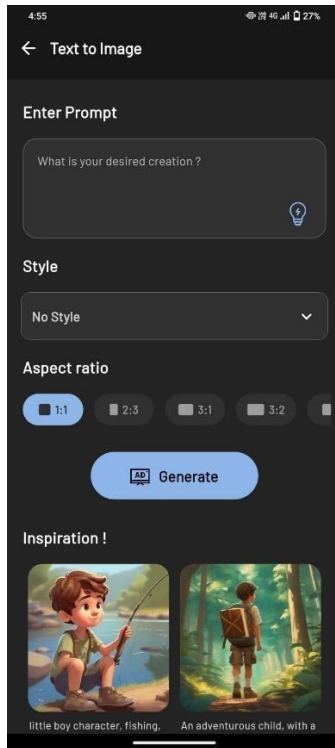 4:55
4G 27%
Text to Image
Enter Prompt
What is your desired creation ?
Style
No Style
Aspect ratio
1:1 2:3 3:1 3:2
AD Generate
Inspiration !
little boy character, fishing, An adventurous child, with a